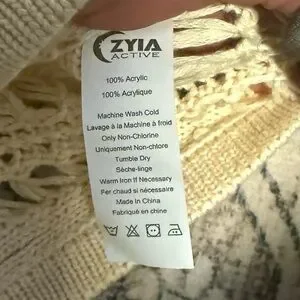 ZYIA
ACTIVE
100% Acrylic
100% Acrylique
Machine Wash Cold
Lavage à la Machine à froid
Only Non-Chlorine
Uniquement Non-chlore
Tumble Dry
Sèche-linge
Warm Iron If Necessary
Fer chaud si nécessaire
Made In China
Fabriqué en chine